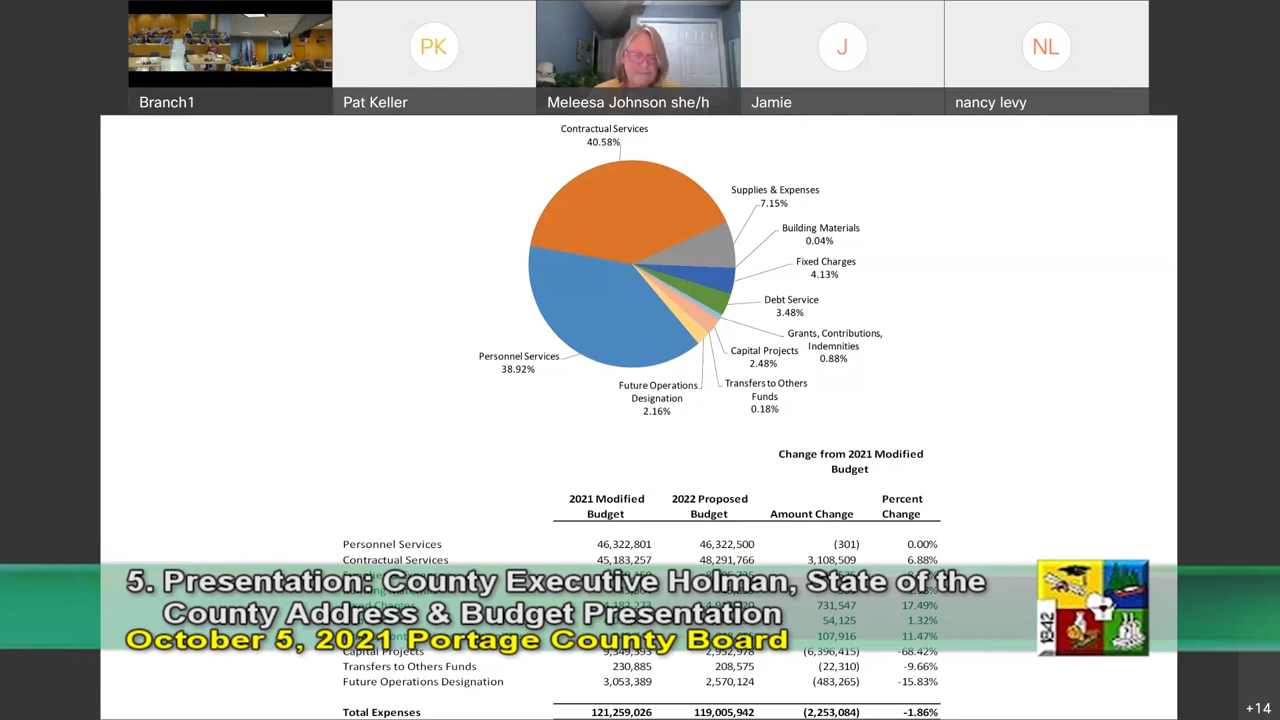 PK
J
NL
Branch1
Pat Keller
Meleesa Johnson she/h
Jamie
nancy levy
Contractual Services
40.58%
Supplies & Expenses
7.15%
Building Materials
0.04%
Fixed Charges
4.13%
Debt Service
3.48%
Grants, Contributions,
Indemnities
0.88%
Capital Projects
2.48%
Transfers to Others
Funds
0.18%
Future Operations
Designation
2.16%
Personnel Services
38.92%
Change from 2021 Modified
Budget
2021 Modified
Budget
2022 Proposed
Budget
Amount Change
Percent
Change
Personnel Services 46,322,801 46,322,500 (301) 0.00%
Contractual Services 45,183,257 48,291,766 3,108,509 6.88%
5. Presentation: County Executive Holman, State of the
County Address & Budget Presentation
October 5, 2021 Portage County Board
731,547 17.49%
54,125 1.32%
107,916 11.47%
Capital Projects (6,396,415) -68.42%
Transfers to Others Funds 230,885 208,575 (22,310) -9.66%
Future Operations Designation 3,053,389 2,570,124 (483,265) -15.83%
Total Expenses 121,259,026 119,005,942 (2,253,084) -1.86%
1842
+14